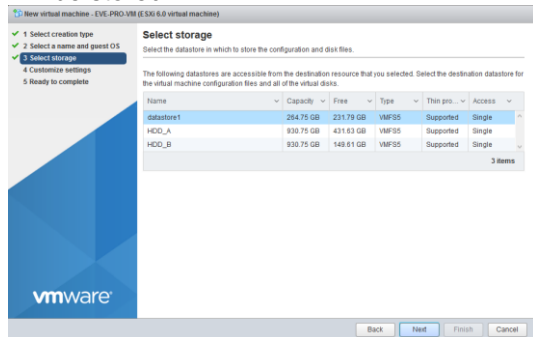 New virtual machine - EVE-PRO-VM (ESXi 6.0 virtual machine)
1 Select creation type
2 Select a name and guest OS
3 Select storage
4 Customize settings
5 Ready to complete
Select storage
Select the datastore in which to store the configuration and disk files.
The following datastores are accessible from the destination resource that you selected. Select the destination datastore for
the virtual machine configuration files and all of the virtual disks.
Name Capacity Free Type Thin pro... Access
datastore1 264.75 GB 231.79 GB VMFS5 Supported Single
HDD_A 930.75 GB 431.63 GB VMFS5 Supported Single
HDD_B 930.75 GB 149.61 GB VMFS5 Supported Single
3 items
vmware
Back Next Finish Cancel